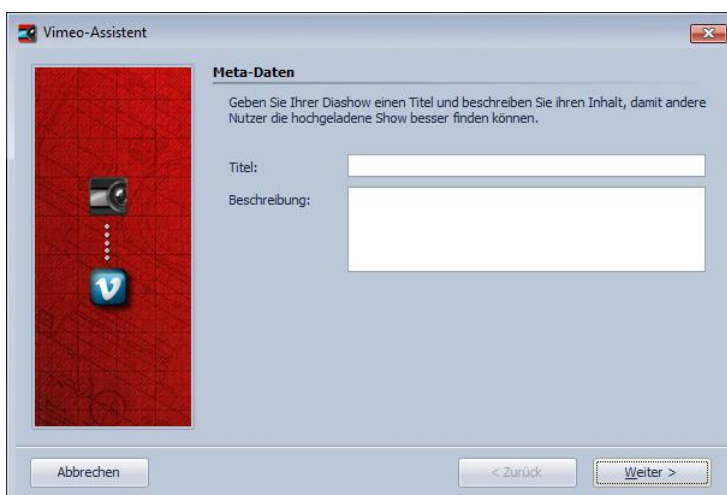 Vimeo-Assistent
Meta-Daten
Geben Sie Ihrer Diashow einen Titel und beschreiben Sie ihren Inhalt, damit andere
Nutzer die hochgeladene Show besser finden können.
Titel:
Beschreibung:
Abbrechen
< Zurück
Weiter >